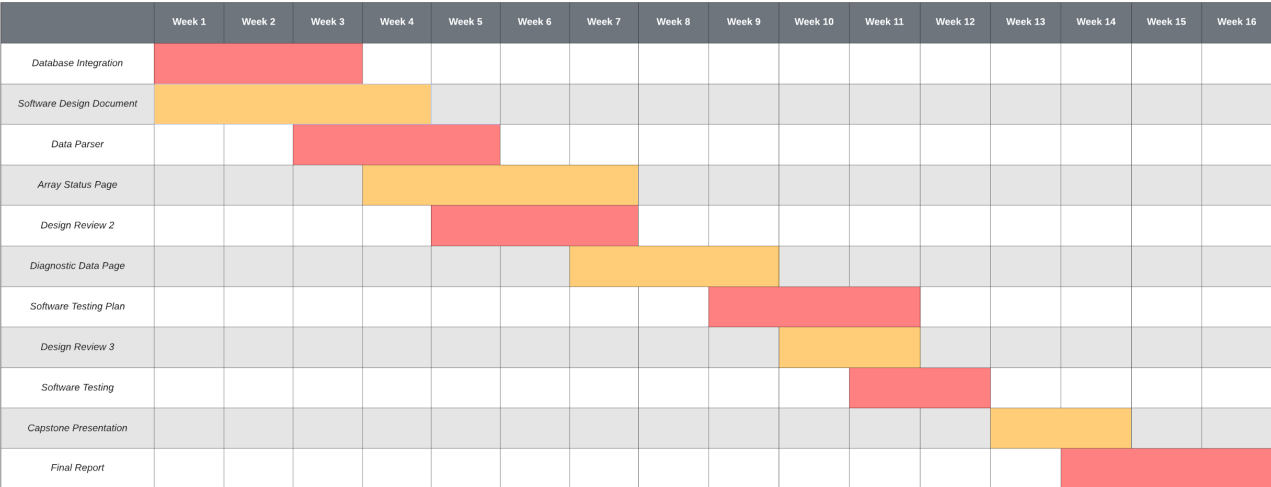 Week 1 Week 2 Week 3 Week 4 Week 5 Week 6 Week 7 Week 8 Week 9 Week 10 Week 11 Week 12 Week 13 Week 14 Week 15 Week 16
Database Integration
Software Design Document
Data Parser
Array Status Page
Design Review 2
Diagnostic Data Page
Software Testing Plan
Design Review 3
Software Testing
Capstone Presentation
Final Report